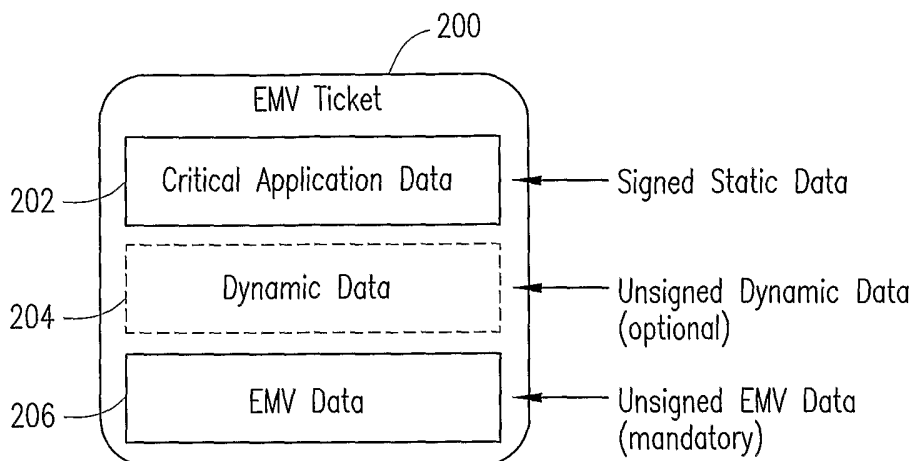 200
EMV Ticket
202
Critical Application Data
Signed Static Data
204
Dynamic Data
Unsigned Dynamic Data
(optional)
206
EMV Data
Unsigned EMV Data
(mandatory)